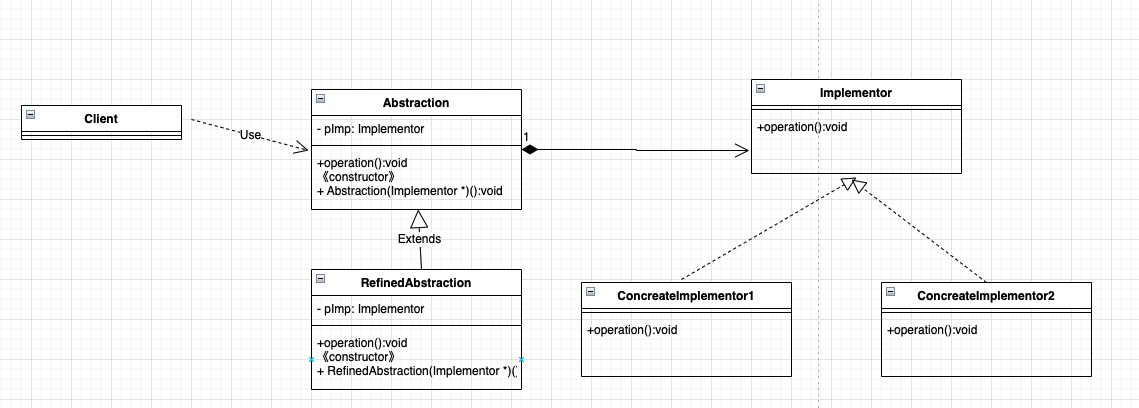 Client
Use
Abstraction
- pImp: Implementor
+operation():void
《constructor》
+ Abstraction(Implementor *)():void
1
Implementor
+operation():void
Extends
RefinedAbstraction
- pImp: Implementor
+operation():void
《constructor》
+ RefinedAbstraction(Implementor *)(
ConcreateImplementor1
+operation():void
ConcreateImplementor2
+operation():void